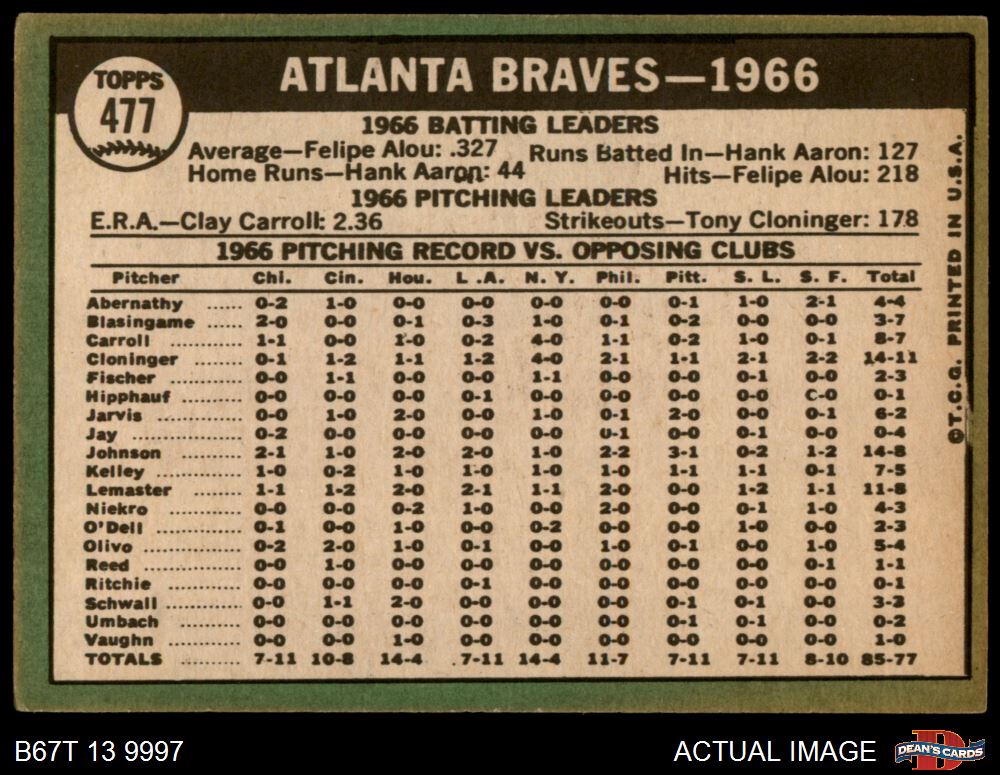 TOPPS
477
ATLANTA BRAVES—1966
1966 BATTING LEADERS
Average—Felipe Alou: .327 Runs Batted In—Hank Aaron: 127
Home Runs—Hank Aaron: 44 Hits—Felipe Alou: 218
1966 PITCHING LEADERS
E.R.A.—Clay Carroll: 2.36 Strikeouts—Tony Cloninger: 178
1966 PITCHING RECORD VS. OPPOSING CLUBS
Pitcher Chi. Cin. Hou. L .A. N. Y. Phil. Pitt. S. L. S. F. Total
Abernathy ...... 0-2 1-0 0-0 0-0 0-0 0-0 0-1 1-0 2-1 4-4
Blasingame ...... 2-0 0-0 0-1 0-3 1-0 0-1 0-2 0-0 0-0 3-7
Carroll ............ 1-1 0-0 1-0 0-2 4-0 1-1 0-2 1-0 0-1 8-7
Cloninger ......... 0-1 1-2 1-1 1-2 4-0 2-1 1-1 2-1 2-2 14-11
Fischer ............ 0-0 1-1 0-0 0-0 1-1 0-0 0-0 0-1 0-0 2-3
Hipphauf ......... 0-0 0-0 0-0 0-1 0-0 0-0 0-0 0-0 0-0 0-1
Jarvis ............ 0-0 1-0 2-0 0-0 1-0 0-1 2-0 0-0 0-1 6-2
Jay .................. 0-2 0-0 0-0 0-0 0-0 0-1 0-0 0-1 0-0 0-4
Johnson ......... 2-1 1-0 2-0 2-0 1-0 2-2 3-1 0-2 1-2 14-8
Kelley ............ 1-0 0-2 1-0 1-0 1-0 1-0 1-1 1-1 0-1 7-5
Lemaster ......... 1-1 1-2 2-0 2-1 1-1 2-0 0-0 1-2 1-1 11-8
Niekro ............ 0-0 0-0 0-2 1-0 0-0 2-0 0-0 0-1 1-0 4-3
O'Dell ............ 0-1 0-0 1-0 0-0 0-2 0-0 0-0 1-0 0-0 2-3
Olivo ............... 0-2 2-0 1-0 0-1 0-0 1-0 0-1 0-0 1-0 5-4
Reed ............... 0-0 1-0 0-0 0-0 0-0 0-0 0-0 0-0 0-1 1-1
Ritchie ............ 0-0 0-0 0-0 0-1 0-0 0-0 0-0 0-0 0-0 0-1
Schwall ............ 0-0 1-1 2-0 0-0 0-0 0-0 0-1 0-1 0-0 3-3
Umbach ......... 0-0 0-0 0-0 0-0 0-0 0-0 0-1 0-1 0-0 0-2
Vaughn ............ 0-0 0-0 1-0 0-0 0-0 0-0 0-0 0-0 0-0 1-0
TOTALS ............ 7-11 10-8 14-4 7-11 14-4 11-7 7-11 7-11 8-10 85-77
©T.C.G. PRINTED IN U.S.A.
B67T 13 9997 ACTUAL IMAGE
DEAN'S CARDS